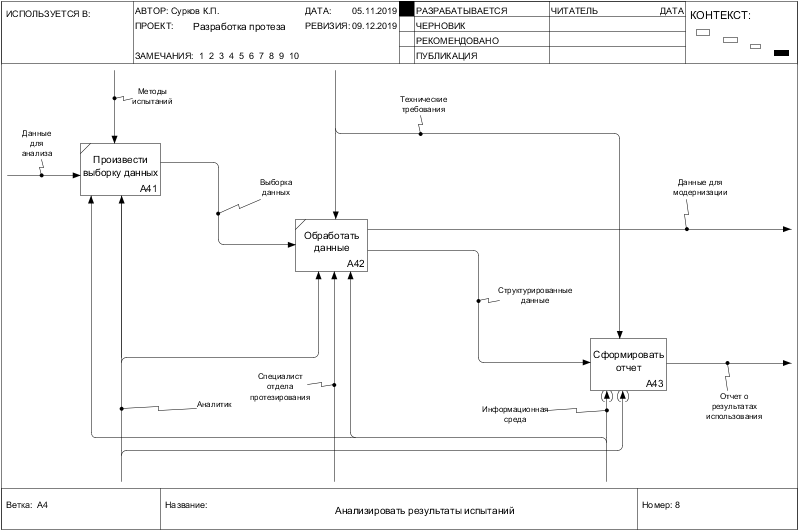 ИСПОЛЬЗУЕТСЯ В:
АВТОР: Сурков К.П.
ДАТА: 05.11.2019
ПРОЕКТ: Разработка протеза
РЕВИЗИЯ: 09.12.2019
ЗАМЕЧАНИЯ: 1 2 3 4 5 6 7 8 9 10
РАЗРАБАТЫВАЕТСЯ
ЧЕРНОВИК
РЕКОМЕНДОВАНО
ПУБЛИКАЦИЯ
ЧИТАТЕЛЬ
ДАТА
КОНТЕКСТ:
Методы
испытаний
Технические
требования
Данные
для
анализа
Произвести
выборку данных
A41
Выборка
данных
Данные для
модернизации
Обработать
данные
A42
Структурированные
данные
Сформировать
отчет
A43
Специалист
отдела
протезирования
Аналитик
Информационная
среда
Отчет о
результатах
использования
Ветка: A4
Название:
Анализировать результаты испытаний
Номер: 8